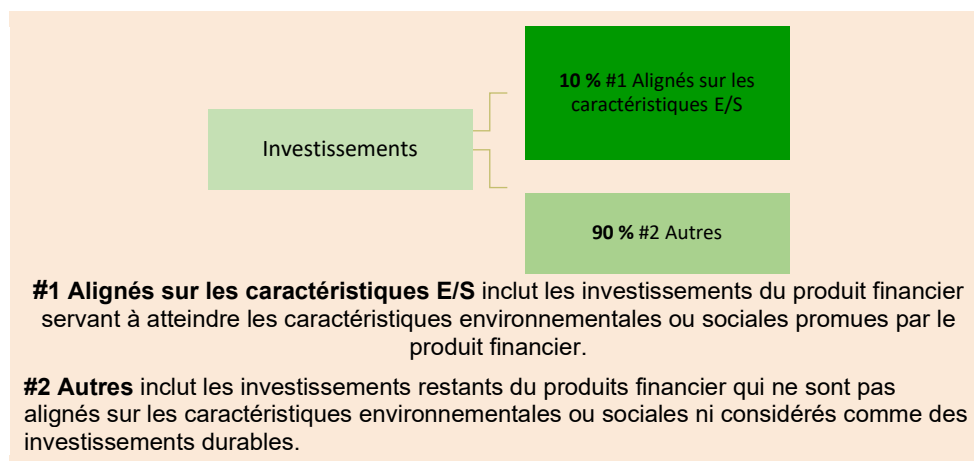 10 % #1 Alignés sur les
caractéristiques E/S
Investissements
90 % #2 Autres
#1 Alignés sur les caractéristiques E/S inclut les investissements du produit financier
servant à atteindre les caractéristiques environnementales ou sociales promues par le
produit financier.
#2 Autres inclut les investissements restants du produits financier qui ne sont pas
alignés sur les caractéristiques environnementales ou sociales ni considérés comme des
investissements durables.